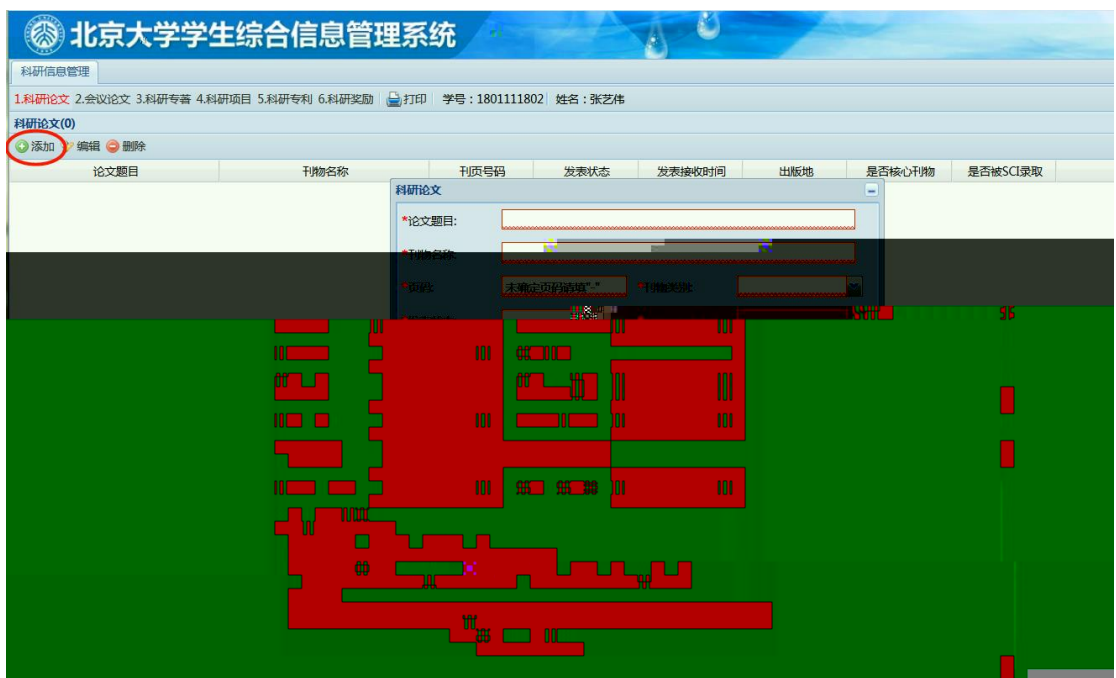 北京大学学生综合信息管理系统
科研信息管理
1.科研论文 2.会议论文 3.科研专著 4.科研项目 5.科研专利 6.科研奖励 打印 学号：1801111802 姓名：张艺伟
科研论文(0)
添加 编辑 删除
论文题目 刊物名称 刊页号码 发表状态 发表接收时间 出版地 是否核心刊物 是否被SCI录取
科研论文
*论文题目:
*刊物名称:
*页码: 未确定页码请填"-" *刊物类别: